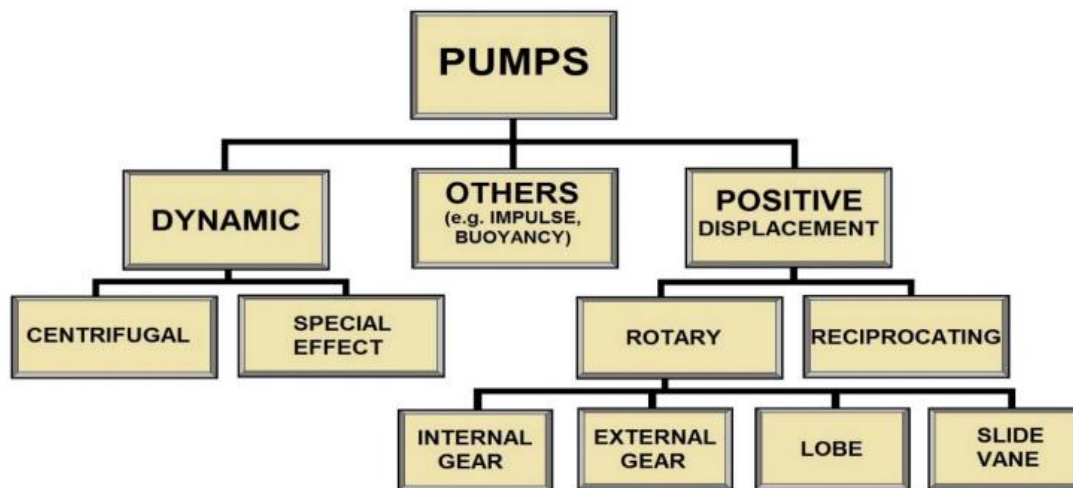 PUMPS
DYNAMIC
OTHERS
(e.g. IMPULSE,
BUOYANCY)
POSITIVE
DISPLACEMENT
CENTRIFUGAL
SPECIAL
EFFECT
ROTARY
RECIPROCATING
INTERNAL
GEAR
EXTERNAL
GEAR
LOBE
SLIDE
VANE